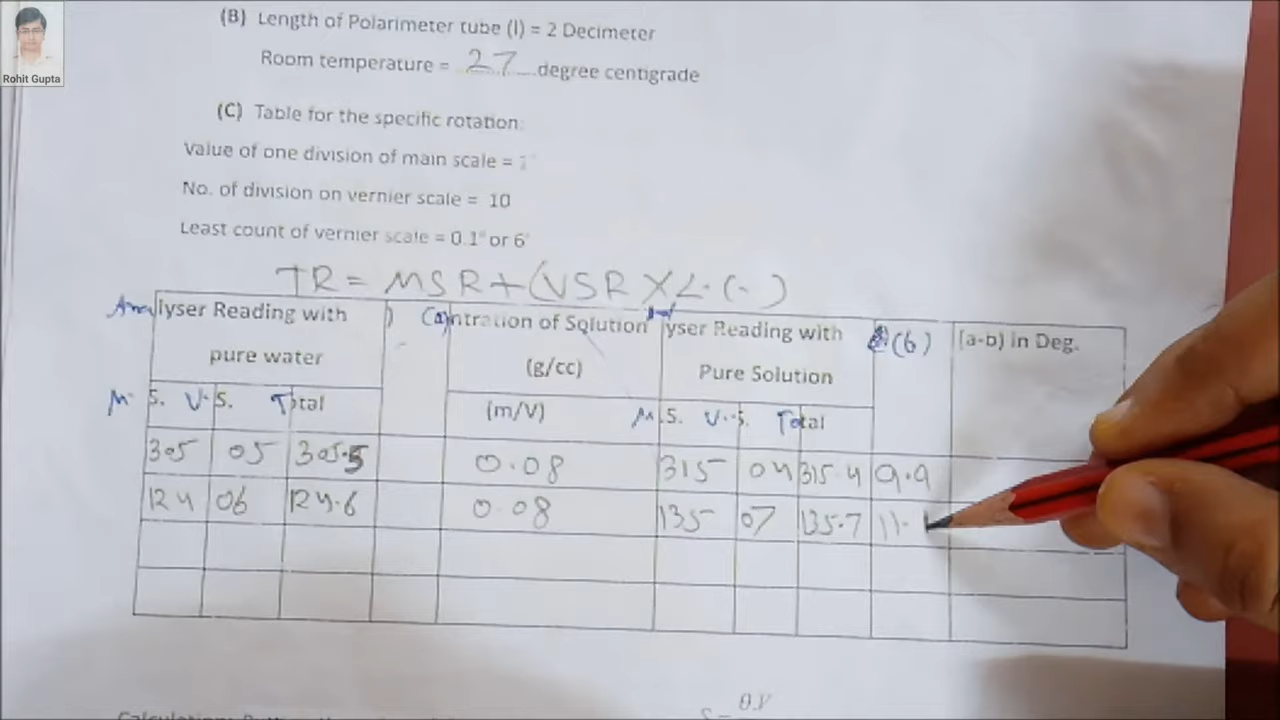 Rohit Gupta
(B) Length of Polarimeter tube (l) = 2 Decimeter
Room temperature = 27 degree centigrade
(C) Table for the specific rotation:
Value of one division of main scale =
No. of division on vernier scale = 10
Least count of vernier scale = 0.1° or 6'
TR = MSR + (VSR X L.C.)
Analyser Reading with pure water
(a)
ntration of Solution (g/cc)
lyser Reading with Pure Solution
(b)
(a-b) in Deg.
M.S. V.S. Total (m/V) M.S. V.S. Total
305 05 305.5 0.08 315 04 315.4 9.9
124 06 124.6 0.08 135 07 135.7 11.